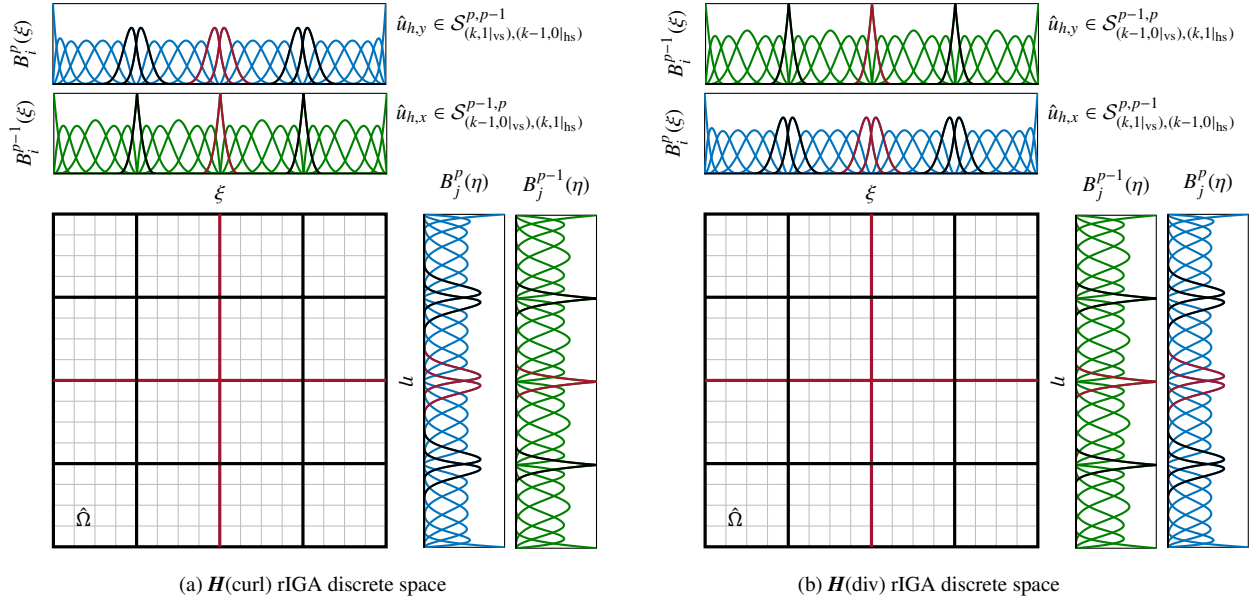 B_i^p(ξ)
û_{h,y} ∈ S^{p,p−1}_{(k,1|_{vs}),(k−1,0|_{hs})}
B_i^{p−1}(ξ)
û_{h,x} ∈ S^{p−1,p}_{(k−1,0|_{vs}),(k,1|_{hs})}
ξ
B_j^p(η)
B_j^{p−1}(η)
η
Ω̂
(a) H(curl) rIGA discrete space
B_i^{p−1}(ξ)
û_{h,y} ∈ S^{p−1,p}_{(k−1,0|_{vs}),(k,1|_{hs})}
B_i^p(ξ)
û_{h,x} ∈ S^{p,p−1}_{(k,1|_{vs}),(k−1,0|_{hs})}
ξ
B_j^{p−1}(η)
B_j^p(η)
η
Ω̂
(b) H(div) rIGA discrete space